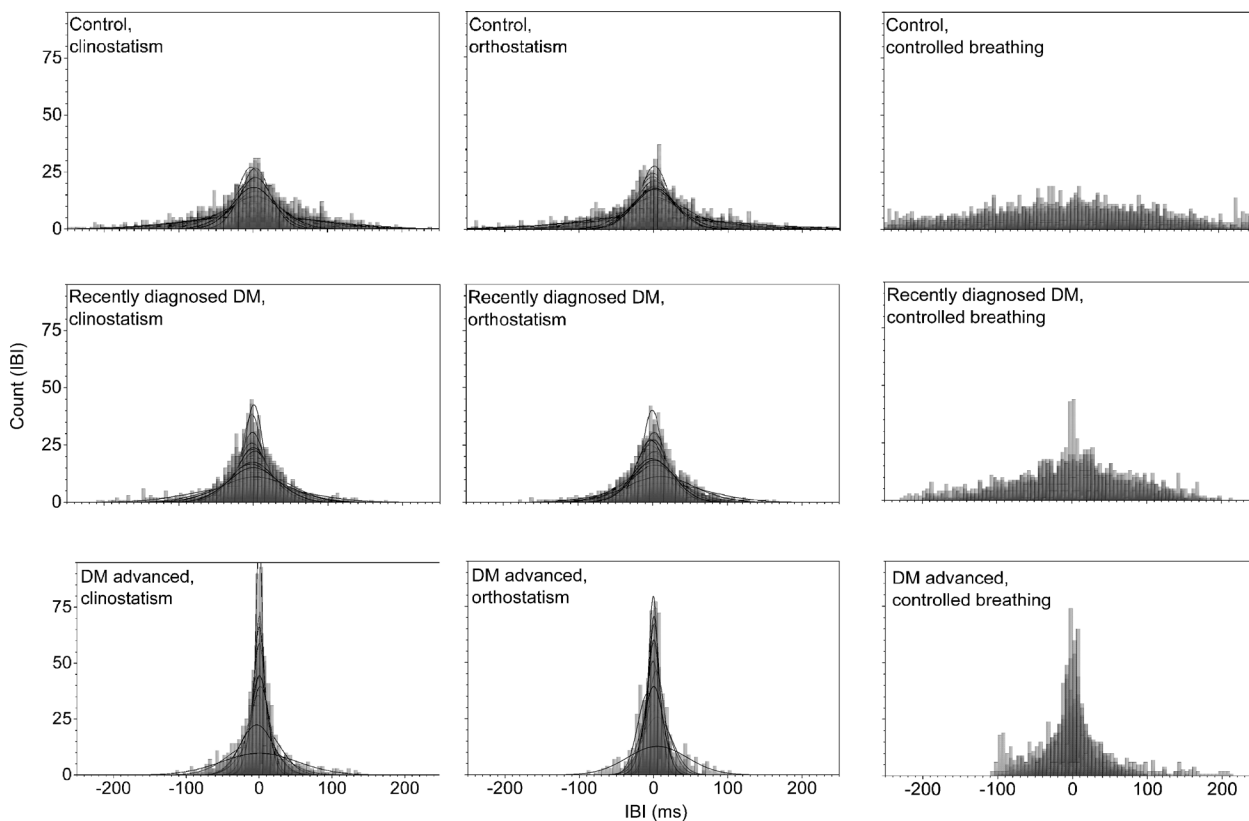 Control,
clinostatism
Control,
orthostatism
Control,
controlled breathing
75
50
25
0
Recently diagnosed DM,
clinostatism
Recently diagnosed DM,
orthostatism
Recently diagnosed DM,
controlled breathing
Count (IBI)
75
50
25
0
DM advanced,
clinostatism
DM advanced,
orthostatism
DM advanced,
controlled breathing
75
50
25
0
-200 -100 0 100 200
-200 -100 0 100 200
-100 0 100 200
IBI (ms)